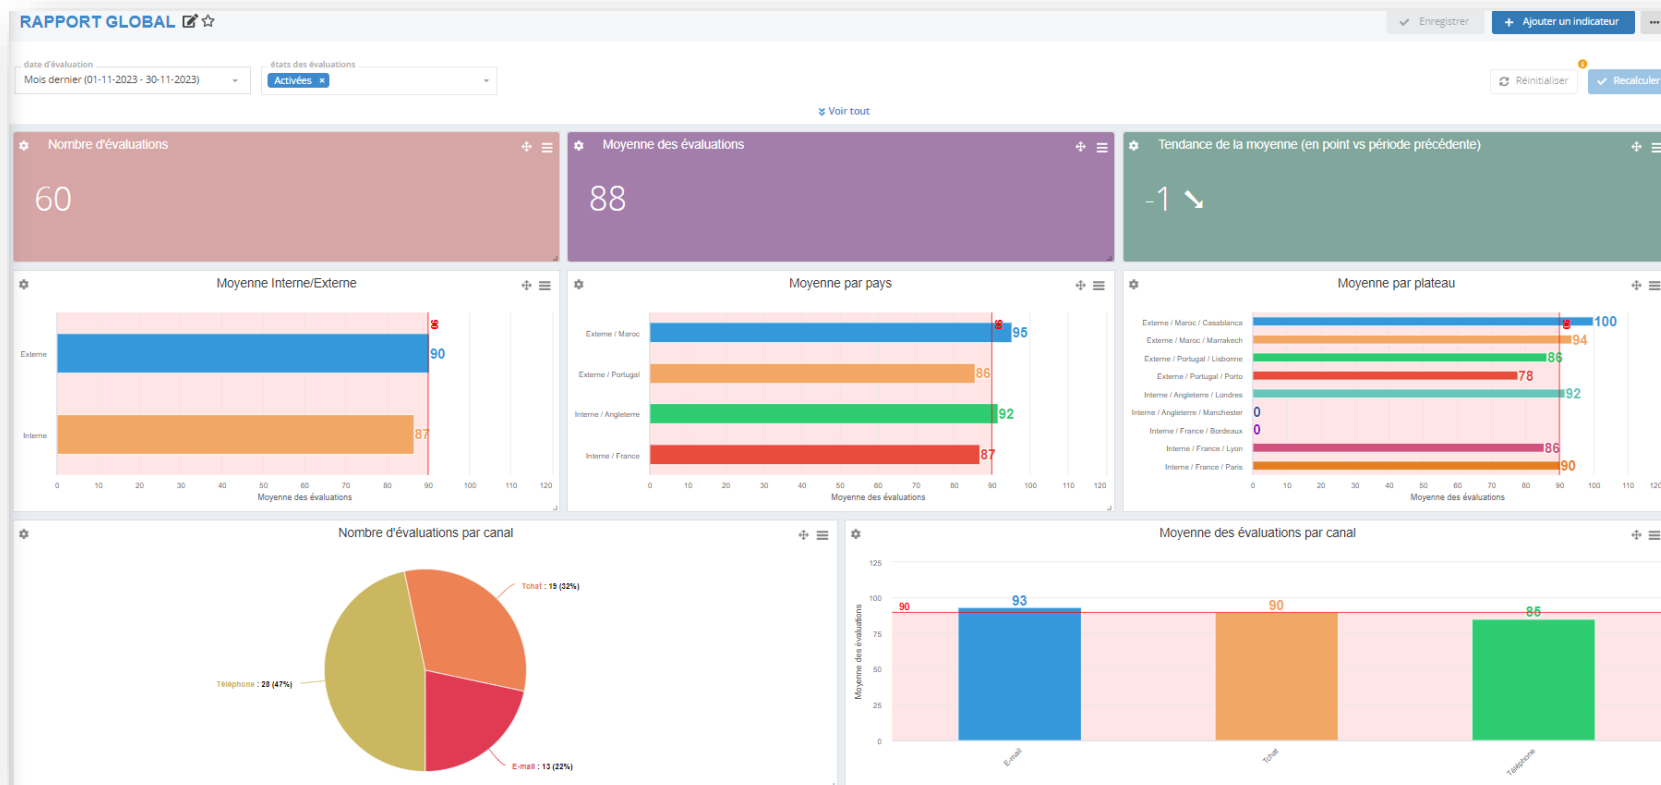 RAPPORT GLOBAL
Enregistrer
+ Ajouter un indicateur
date d'évaluation
Mois dernier (01-11-2023 - 30-11-2023)
états des évaluations
Activées ×
Réinitialiser
Recalculer
Voir tout
Nombre d'évaluations
60
Moyenne des évaluations
88
Tendance de la moyenne (en point vs période précédente)
-1
Moyenne Interne/Externe
Externe
90
Interne
87
0 10 20 30 40 50 60 70 80 90 100 110 120
Moyenne des évaluations
Moyenne par pays
Externe / Maroc
95
Externe / Portugal
86
Interne / Angleterre
92
Interne / France
87
0 10 20 30 40 50 60 70 80 90 100 110 120
Moyenne des évaluations
Moyenne par plateau
Externe / Maroc / Casablanca
100
Externe / Maroc / Marrakech
94
Externe / Portugal / Lisbonne
86
Externe / Portugal / Porto
78
Interne / Angleterre / Londres
92
Interne / Angleterre / Manchester
0
Interne / France / Bordeaux
0
Interne / France / Lyon
86
Interne / France / Paris
90
0 10 20 30 40 50 60 70 80 90 100 110 120
Moyenne des évaluations
Nombre d'évaluations par canal
Tchat : 19 (32%)
Téléphone : 28 (47%)
E-mail : 13 (22%)
Moyenne des évaluations par canal
125
100
75
50
25
0
Moyenne des évaluations
90
93
90
85
E-mail
Tchat
Téléphone